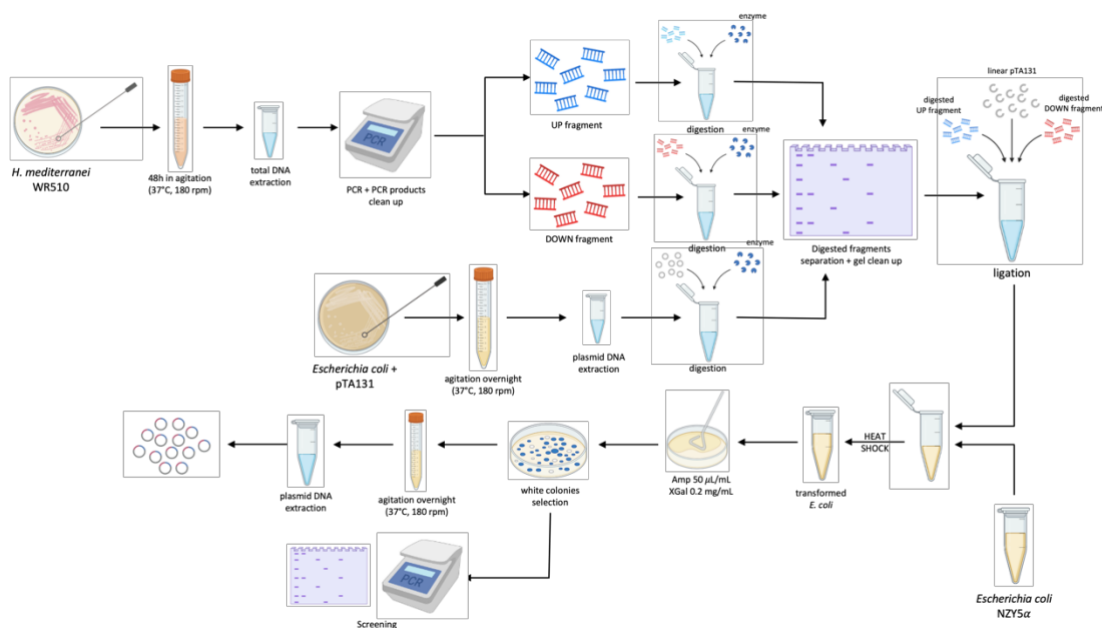 H. mediterranei
WR510
48h in agitation
(37°C, 180 rpm)
total DNA
extraction
PCR
PCR + PCR products
clean up
UP fragment
DOWN fragment
enzyme
digestion
enzyme
digestion
enzyme
digestion
Digested fragments
separation + gel clean up
linear pTA131
digested
UP fragment
digested
DOWN fragment
ligation
Escherichia coli +
pTA131
agitation overnight
(37°C, 180 rpm)
plasmid DNA
extraction
Escherichia coli
NZY5α
HEAT
SHOCK
transformed
E. coli
Amp 50 μL/mL
XGal 0.2 mg/mL
white colonies
selection
agitation overnight
(37°C, 180 rpm)
plasmid DNA
extraction
PCR
Screening